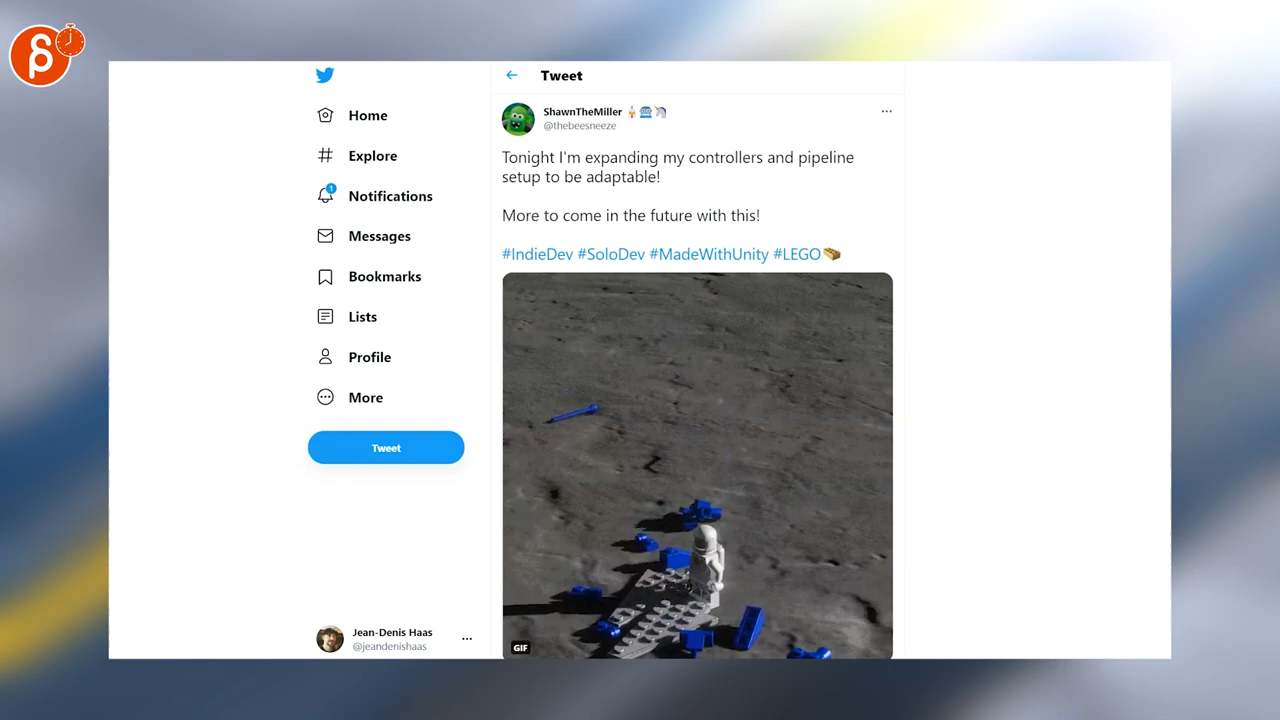 Tweet
Home
Explore
1
Notifications
Messages
Bookmarks
Lists
Profile
More
Tweet
Jean-Denis Haas
@jeandenishaas
ShawnTheMiller
@thebeesneeze
Tonight I'm expanding my controllers and pipeline
setup to be adaptable!
More to come in the future with this!
#IndieDev #SoloDev #MadeWithUnity #LEGO
GIF